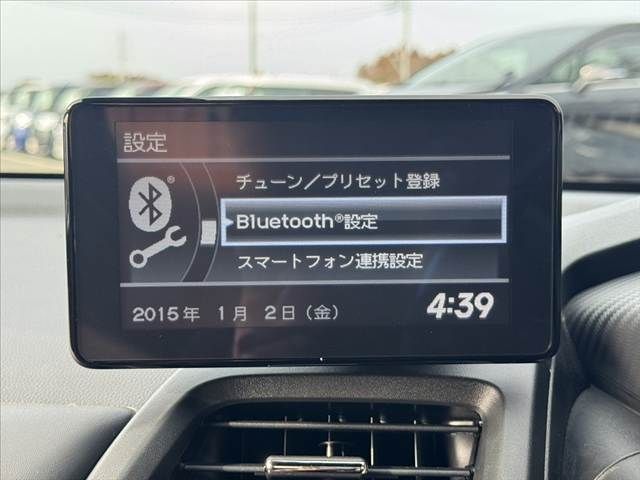 設定
®
チューン／プリセット登録
Bluetooth®設定
スマートフォン連携設定
2015年 1月 2日（金） 4:39